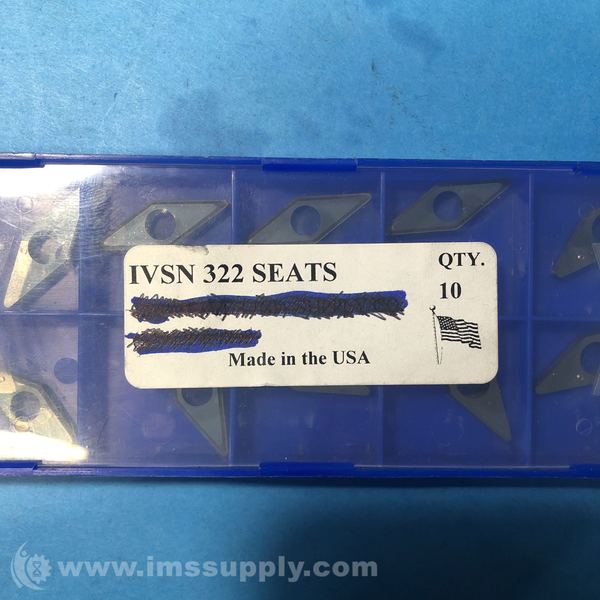 IVSN 322 SEATS
QTY.
10
Made in the USA
www.imssupply.com